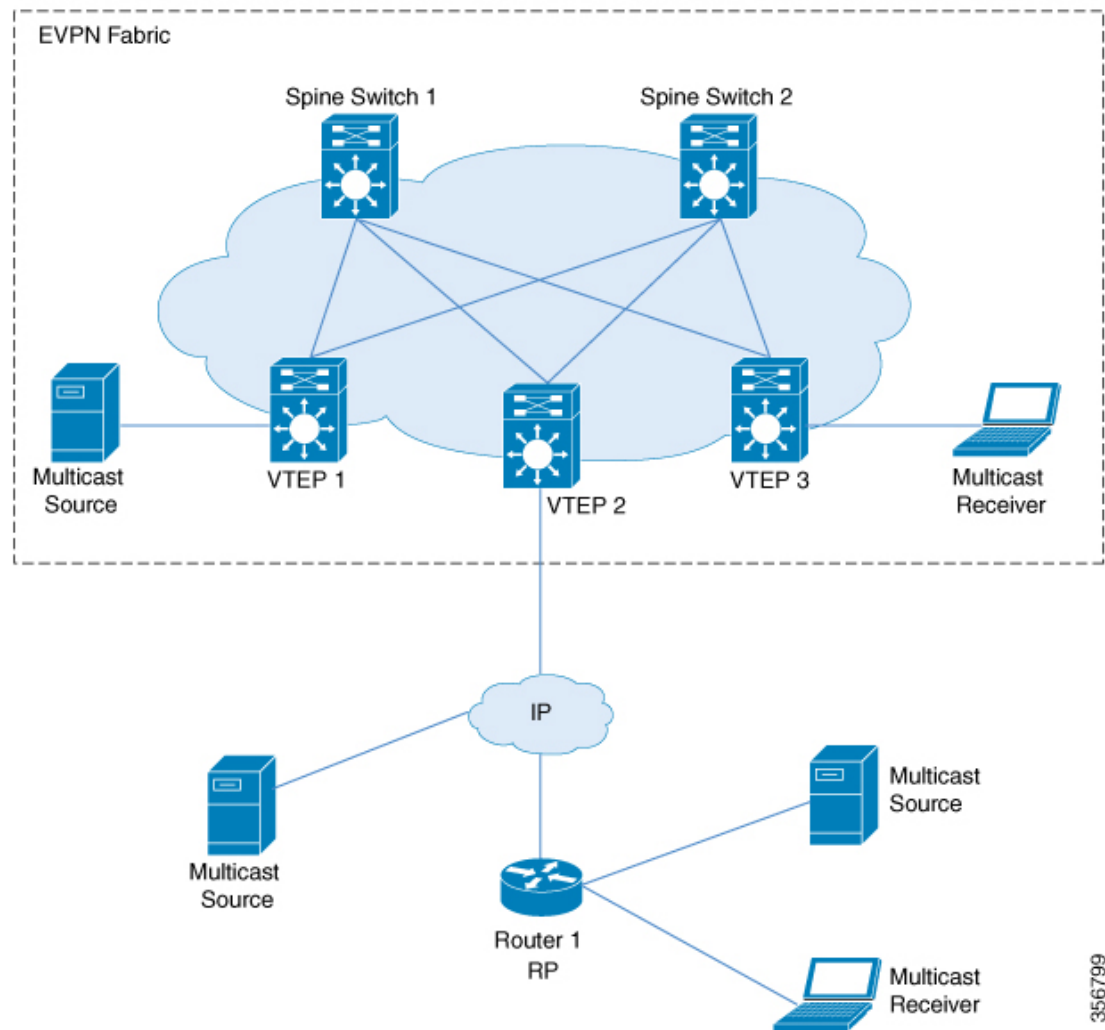 EVPN Fabric
Spine Switch 1
Spine Switch 2
Multicast
Source
VTEP 1
VTEP 2
VTEP 3
Multicast
Receiver
IP
Multicast
Source
Multicast
Source
Router 1
RP
Multicast
Receiver
356799